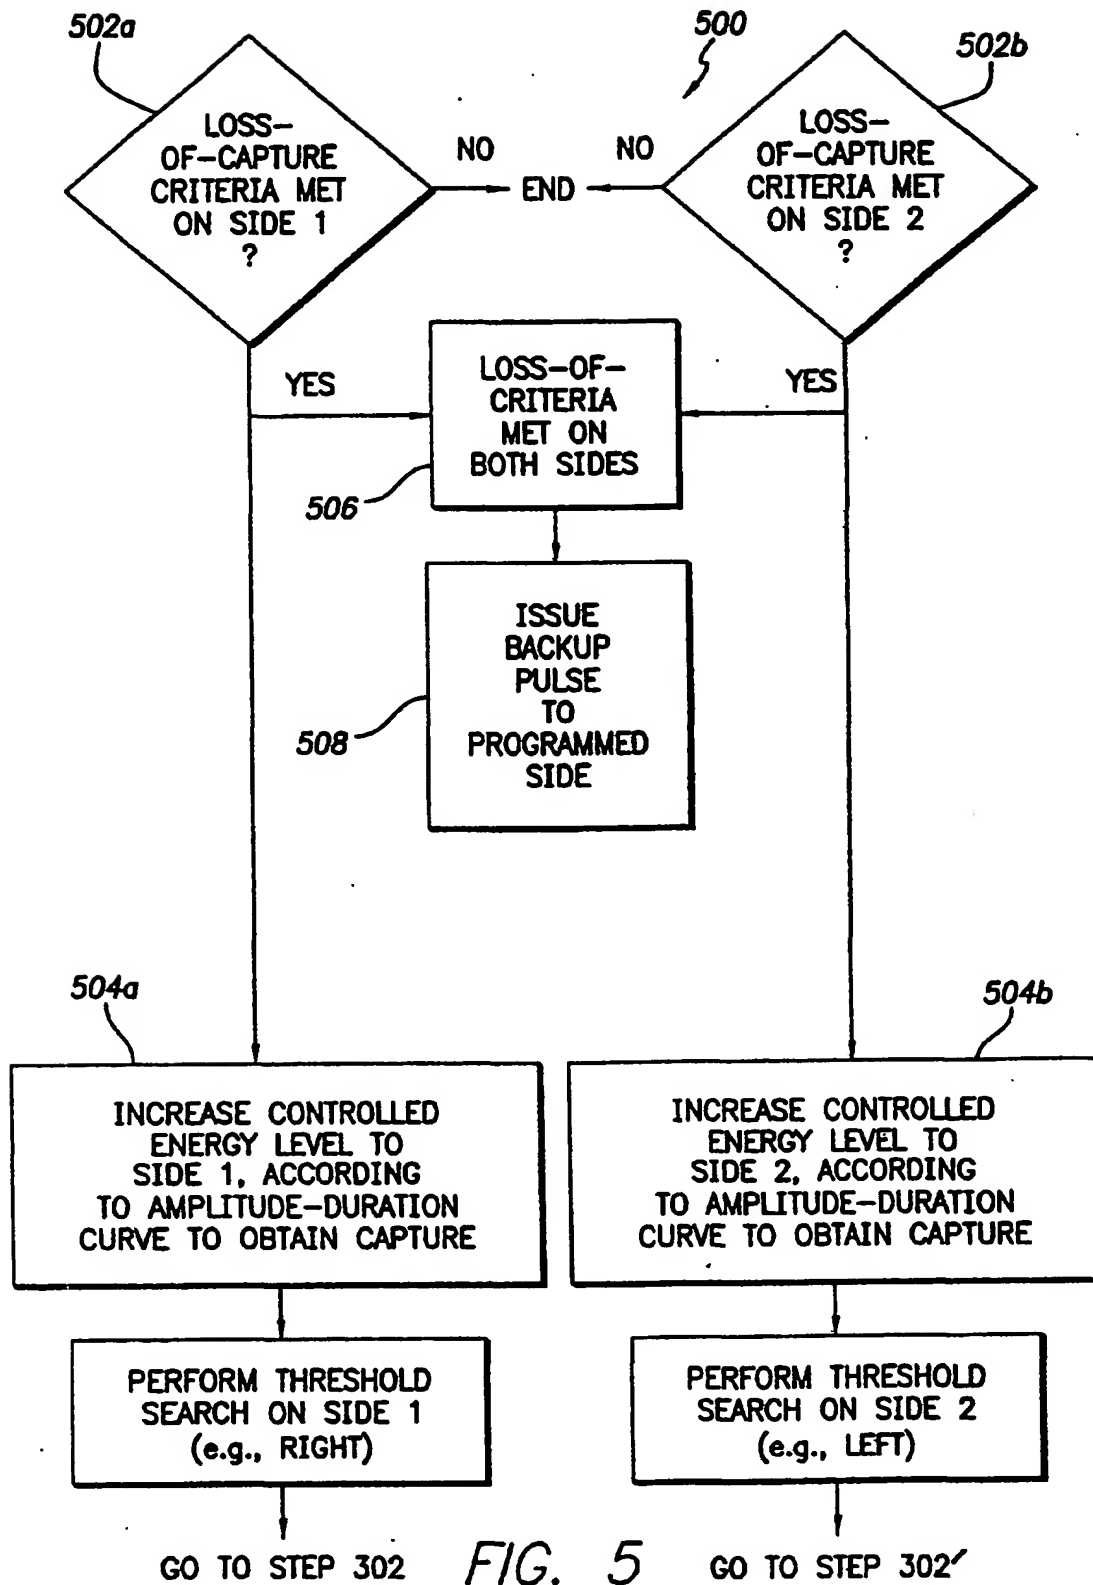 502a
500
502b
LOSS-
OF-CAPTURE
CRITERIA MET
ON SIDE 1
?
NO
END
NO
LOSS-
OF-CAPTURE
CRITERIA MET
ON SIDE 2
?
YES
LOSS-OF-
CRITERIA
MET ON
BOTH SIDES
YES
506
ISSUE
BACKUP
PULSE
TO
PROGRAMMED
SIDE
508
504a
504b
INCREASE CONTROLLED
ENERGY LEVEL TO
SIDE 1, ACCORDING
TO AMPLITUDE-DURATION
CURVE TO OBTAIN CAPTURE
INCREASE CONTROLLED
ENERGY LEVEL TO
SIDE 2, ACCORDING
TO AMPLITUDE-DURATION
CURVE TO OBTAIN CAPTURE
PERFORM THRESHOLD
SEARCH ON SIDE 1
(e.g., RIGHT)
PERFORM THRESHOLD
SEARCH ON SIDE 2
(e.g., LEFT)
GO TO STEP 302
FIG. 5
GO TO STEP 302'